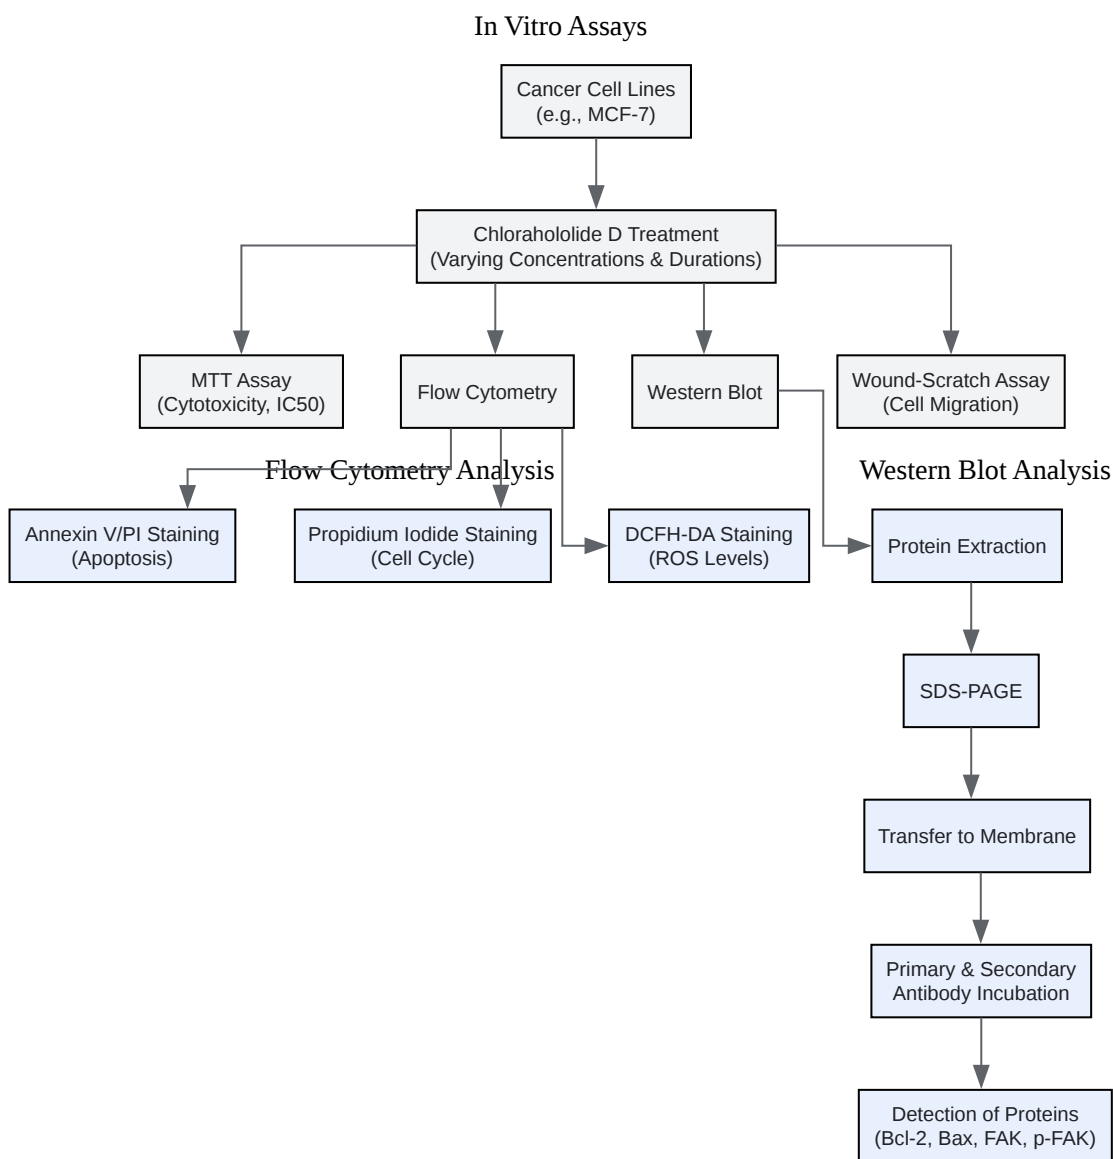 In Vitro Assays
Cancer Cell Lines
(e.g., MCF-7)
Chlorahololide D Treatment
(Varying Concentrations & Durations)
MTT Assay
(Cytotoxicity, IC50)
Flow Cytometry
Western Blot
Wound-Scratch Assay
(Cell Migration)
Flow Cytometry Analysis
Western Blot Analysis
Annexin V/PI Staining
(Apoptosis)
Propidium Iodide Staining
(Cell Cycle)
DCFH-DA Staining
(ROS Levels)
Protein Extraction
SDS-PAGE
Transfer to Membrane
Primary & Secondary
Antibody Incubation
Detection of Proteins
(Bcl-2, Bax, FAK, p-FAK)